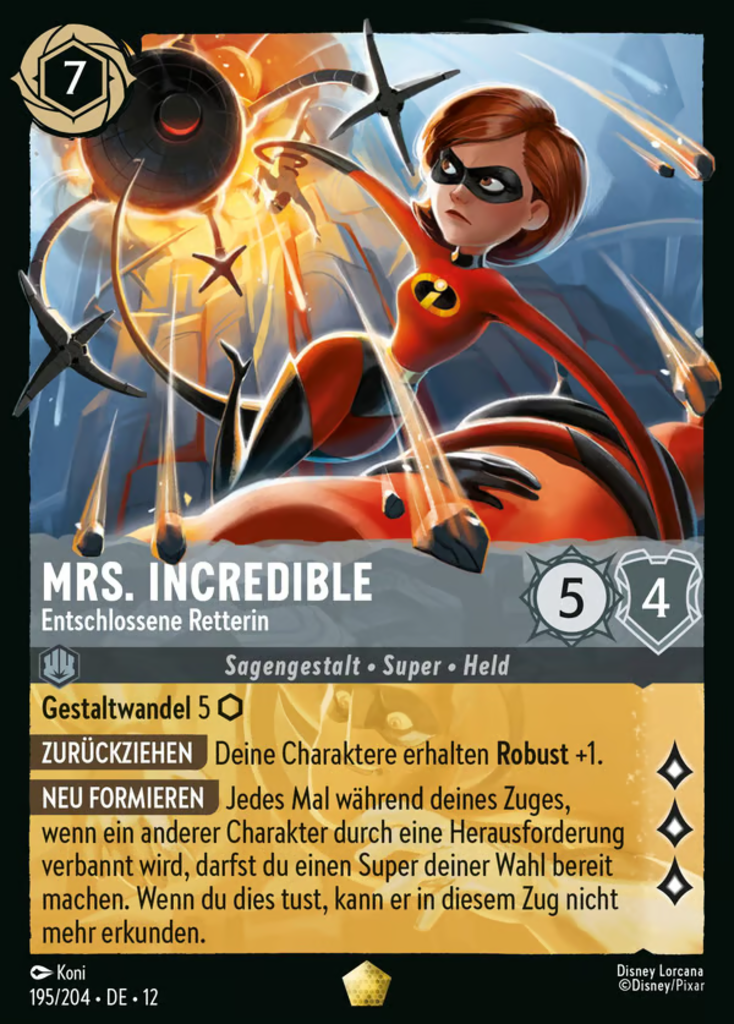 7
MRS. INCREDIBLE
Entschlossene Retterin
5
4
Sagengestalt • Super • Held
Gestaltwandel 5
ZURÜCKZIEHEN Deine Charaktere erhalten Robust +1.
NEU FORMIEREN Jedes Mal während deines Zuges,
wenn ein anderer Charakter durch eine Herausforderung
verbannt wird, darfst du einen Super deiner Wahl bereit
machen. Wenn du dies tust, kann er in diesem Zug nicht
mehr erkunden.
Koni
195/204 • DE • 12
Disney Lorcana
©Disney/Pixar